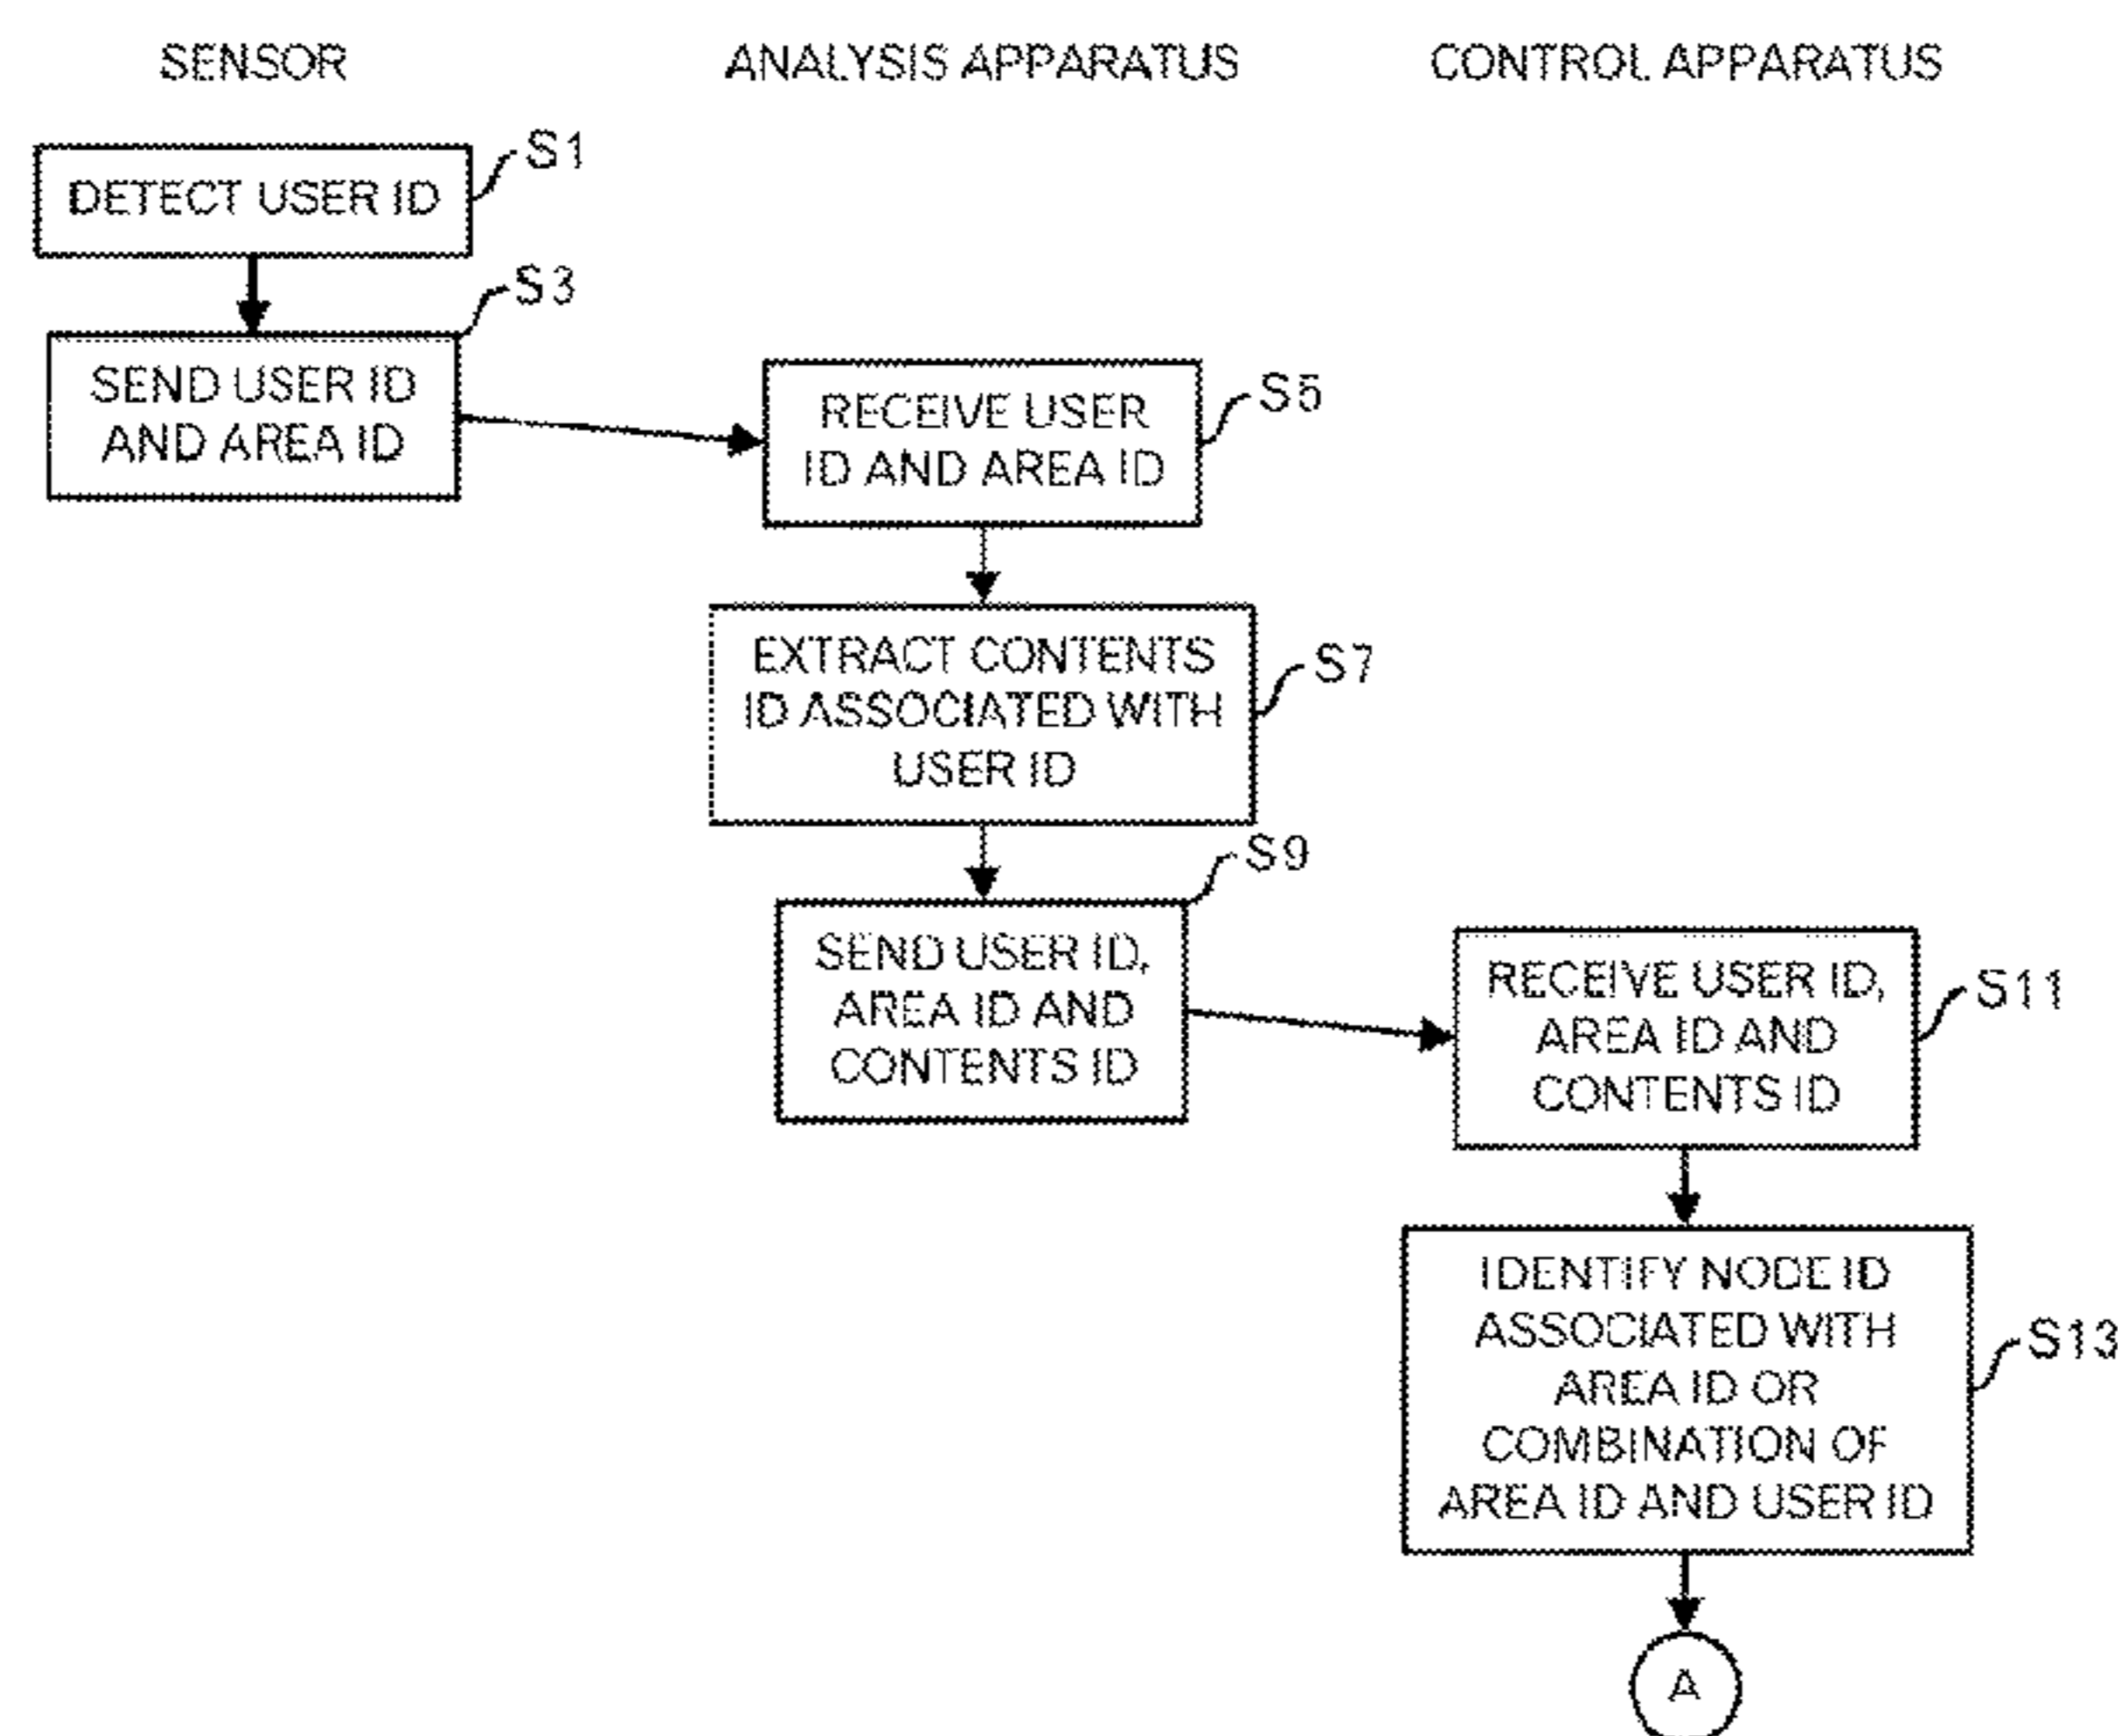 SENSOR
ANALYSIS APPARATUS
CONTROL APPARATUS
S1
DETECT USER ID
S3
SEND USER ID
AND AREA ID
S5
RECEIVE USER
ID AND AREA ID
S7
EXTRACT CONTENTS
ID ASSOCIATED WITH
USER ID
S9
SEND USER ID,
AREA ID AND
CONTENTS ID
S11
RECEIVE USER ID,
AREA ID AND
CONTENTS ID
S13
IDENTIFY NODE ID
ASSOCIATED WITH
AREA ID OR
COMBINATION OF
AREA ID AND USER ID
A